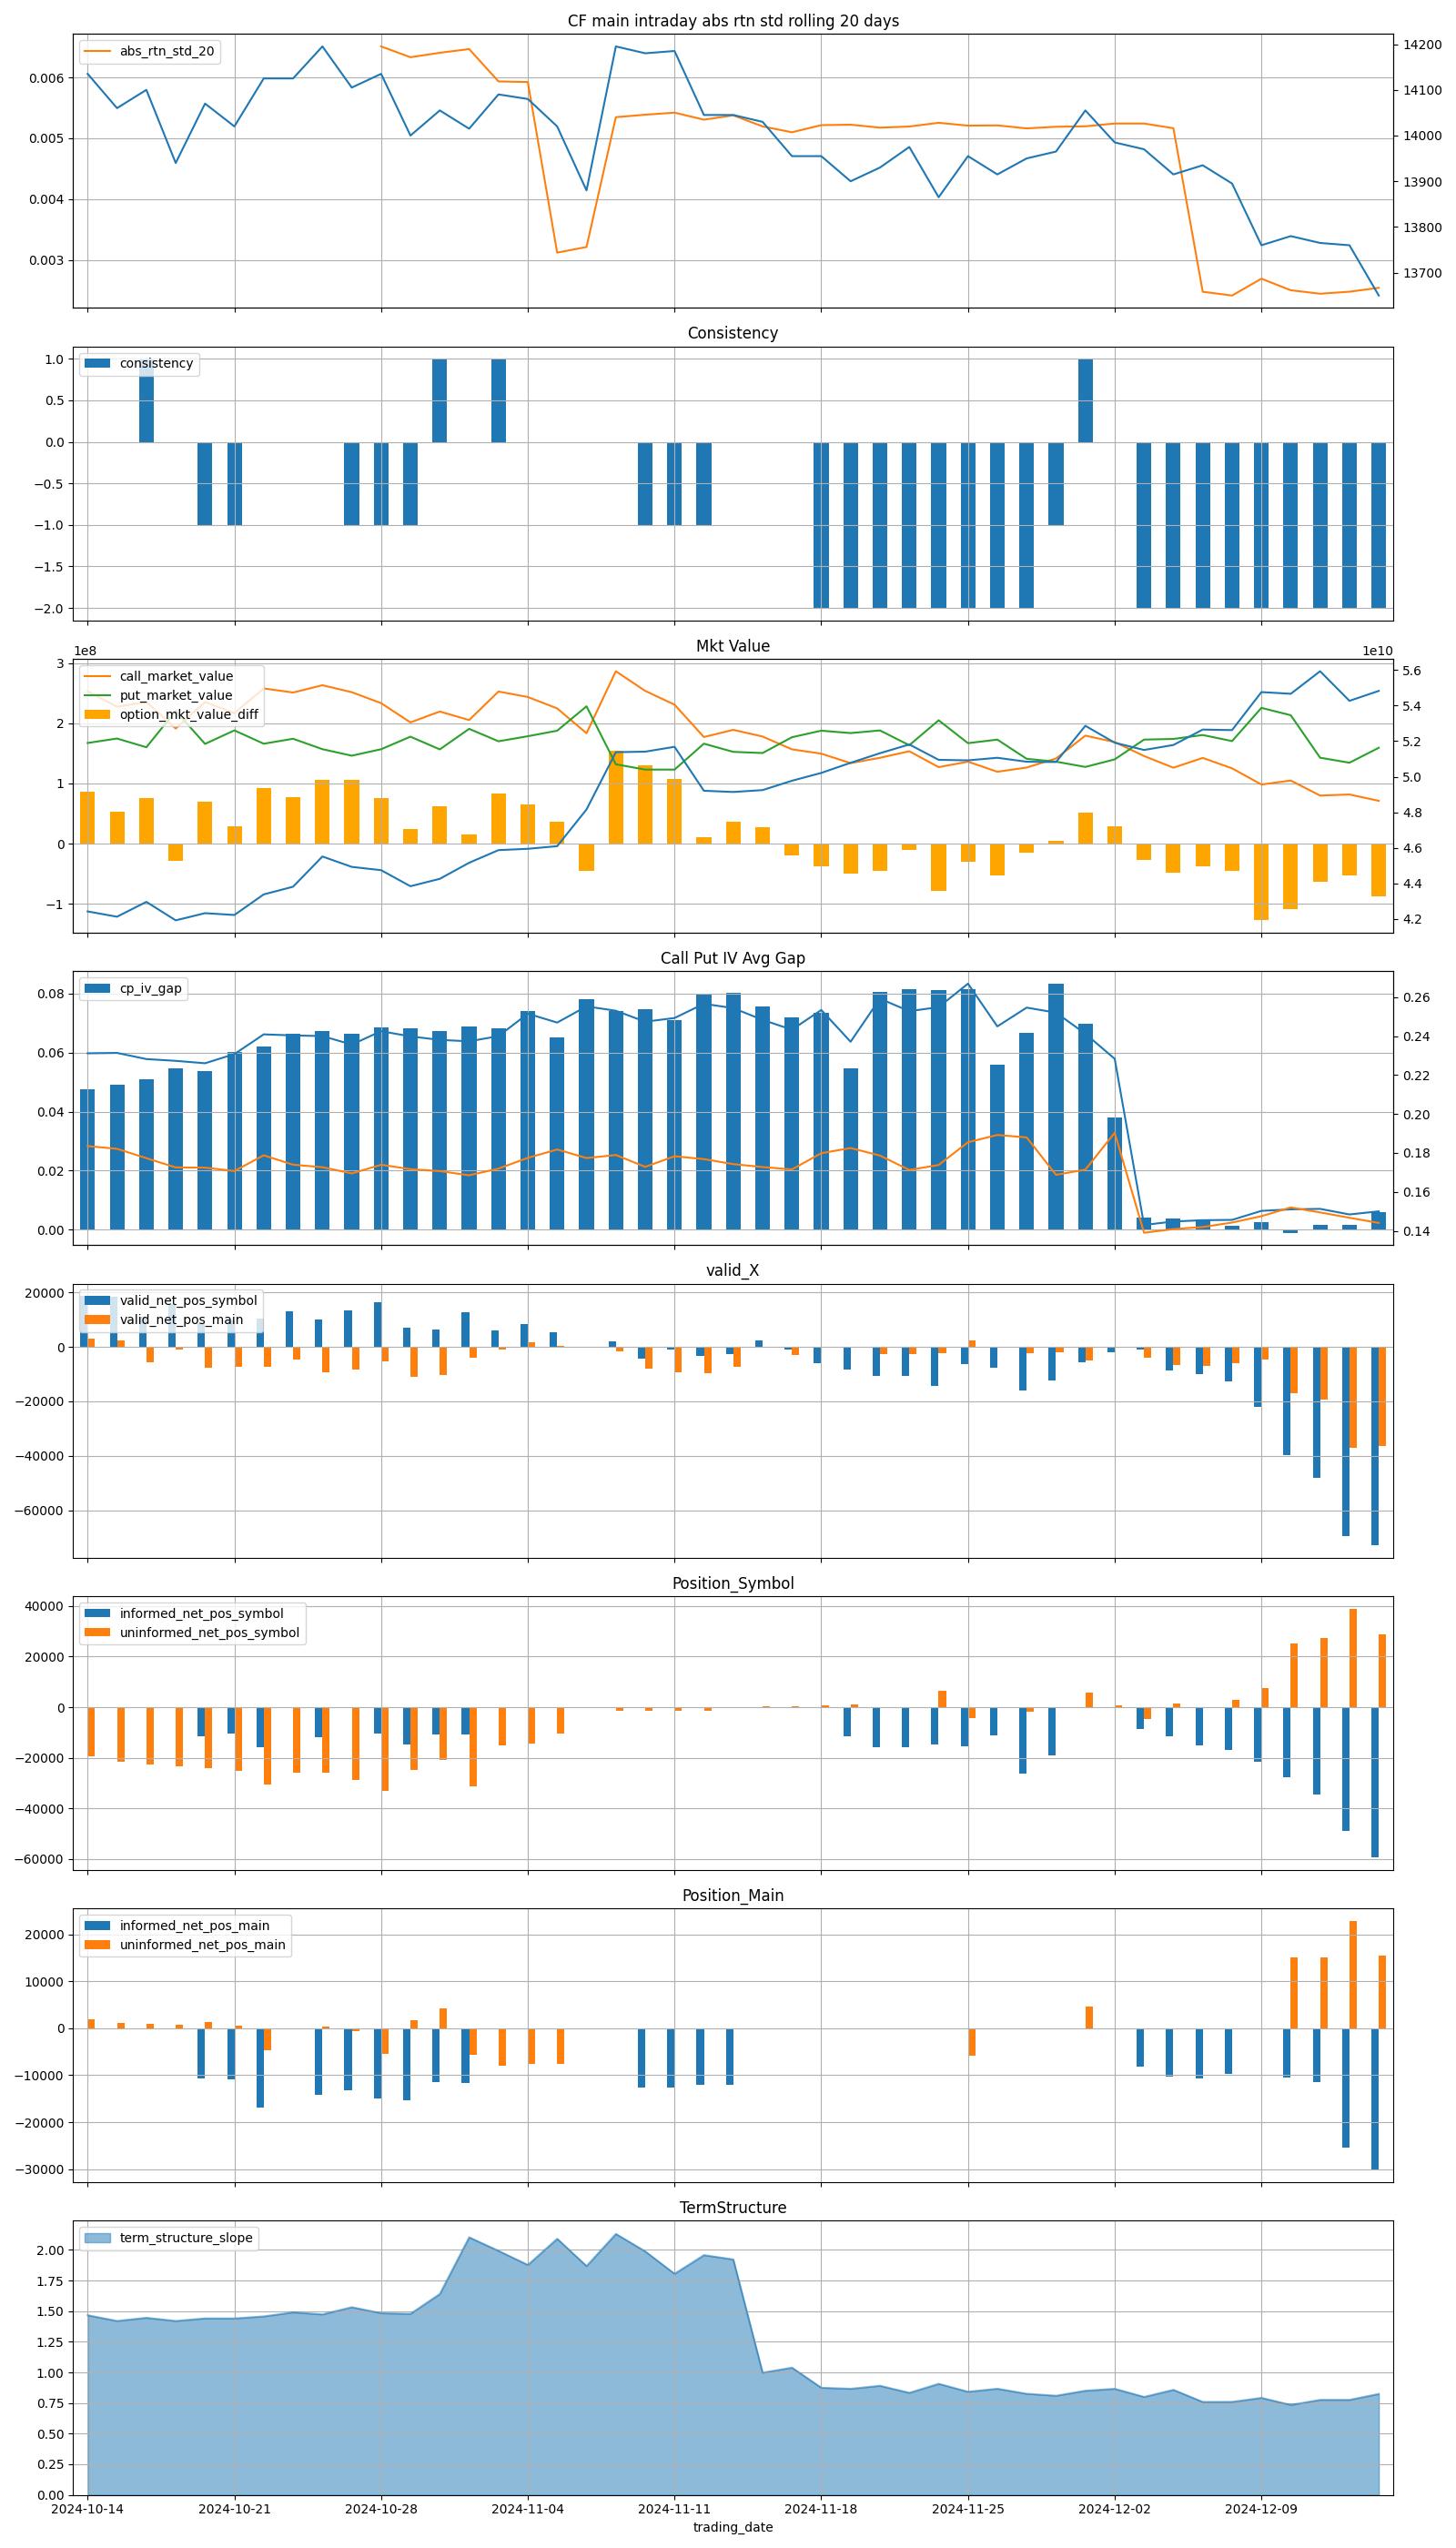 CF main intraday abs rtn std rolling 20 days
abs_rtn_std_20
0.006
0.005
0.004
0.003
14200
14100
14000
13900
13800
13700
Consistency
consistency
1.0
0.5
0.0
−0.5
−1.0
−1.5
−2.0
Mkt Value
1e8
1e10
call_market_value
put_market_value
option_mkt_value_diff
3
2
1
0
−1
5.6
5.4
5.2
5.0
4.8
4.6
4.4
4.2
Call Put IV Avg Gap
cp_iv_gap
0.08
0.06
0.04
0.02
0.00
0.26
0.24
0.22
0.20
0.18
0.16
0.14
valid_X
valid_net_pos_symbol
valid_net_pos_main
20000
0
−20000
−40000
−60000
Position_Symbol
informed_net_pos_symbol
uninformed_net_pos_symbol
40000
20000
0
−20000
−40000
−60000
Position_Main
informed_net_pos_main
uninformed_net_pos_main
20000
10000
0
−10000
−20000
−30000
TermStructure
term_structure_slope
2.00
1.75
1.50
1.25
1.00
0.75
0.50
0.25
0.00
2024-10-14 2024-10-21 2024-10-28 2024-11-04 2024-11-11 2024-11-18 2024-11-25 2024-12-02 2024-12-09
trading_date